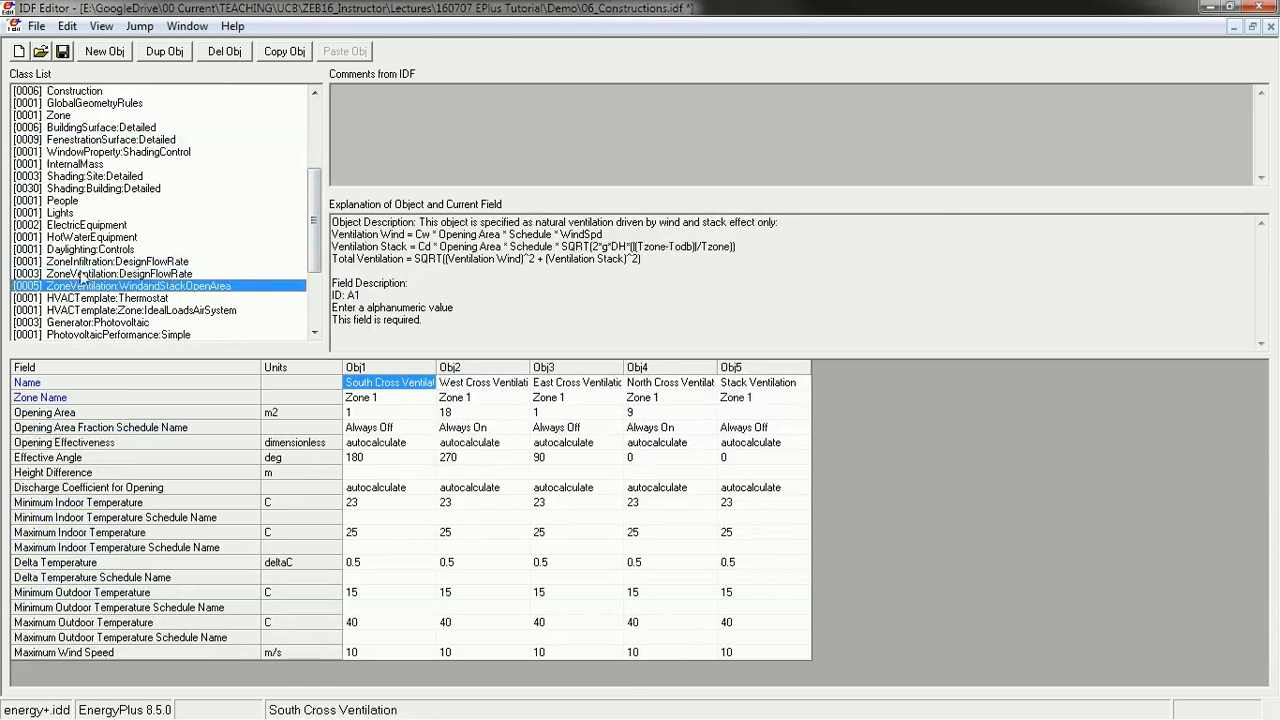 IDF Editor - [E:\GoogleDrive\00 Current\TEACHING\UCB\ZEB16_Instructor\Lectures\160707 EPlus Tutorial\Demo\06_Constructions.idf *]
File Edit View Jump Window Help
New Obj Dup Obj Del Obj Copy Obj Paste Obj
Class List
[0006] Construction
[0001] GlobalGeometryRules
[0001] Zone
[0006] BuildingSurface:Detailed
[0009] FenestrationSurface:Detailed
[0001] WindowProperty:ShadingControl
[0001] InternalMass
[0003] Shading:Site:Detailed
[0030] Shading:Building:Detailed
[0001] People
[0001] Lights
[0002] ElectricEquipment
[0001] HotWaterEquipment
[0001] Daylighting:Controls
[0001] ZoneInfiltration:DesignFlowRate
[0003] ZoneVentilation:DesignFlowRate
[0005] ZoneVentilation:WindandStackOpenArea
[0001] HVACTemplate:Thermostat
[0001] HVACTemplate:Zone:IdealLoadsAirSystem
[0003] Generator:Photovoltaic
[0001] PhotovoltaicPerformance:Simple
Comments from IDF
Explanation of Object and Current Field
Object Description: This object is specified as natural ventilation driven by wind and stack effect only:
Ventilation Wind = Cw * Opening Area * Schedule * WindSpd
Ventilation Stack = Cd * Opening Area * Schedule * SQRT(2*g*DH*(|(Tzone-Todb)|/Tzone))
Total Ventilation = SQRT((Ventilation Wind)^2 + (Ventilation Stack)^2)
Field Description:
ID: A1
Enter a alphanumeric value
This field is required.
Field Units Obj1 Obj2 Obj3 Obj4 Obj5
Name South Cross Ventilat West Cross Ventilati East Cross Ventilatic North Cross Ventilat Stack Ventilation
Zone Name Zone 1 Zone 1 Zone 1 Zone 1 Zone 1
Opening Area m2 1 18 1 9
Opening Area Fraction Schedule Name Always Off Always On Always Off Always On Always Off
Opening Effectiveness dimensionless autocalculate autocalculate autocalculate autocalculate autocalculate
Effective Angle deg 180 270 90 0 0
Height Difference m
Discharge Coefficient for Opening autocalculate autocalculate autocalculate autocalculate autocalculate
Minimum Indoor Temperature C 23 23 23 23 23
Minimum Indoor Temperature Schedule Name
Maximum Indoor Temperature C 25 25 25 25 25
Maximum Indoor Temperature Schedule Name
Delta Temperature deltaC 0.5 0.5 0.5 0.5 0.5
Delta Temperature Schedule Name
Minimum Outdoor Temperature C 15 15 15 15 15
Minimum Outdoor Temperature Schedule Name
Maximum Outdoor Temperature C 40 40 40 40 40
Maximum Outdoor Temperature Schedule Name
Maximum Wind Speed m/s 10 10 10 10 10
energy+.idd EnergyPlus 8.5.0 South Cross Ventilation